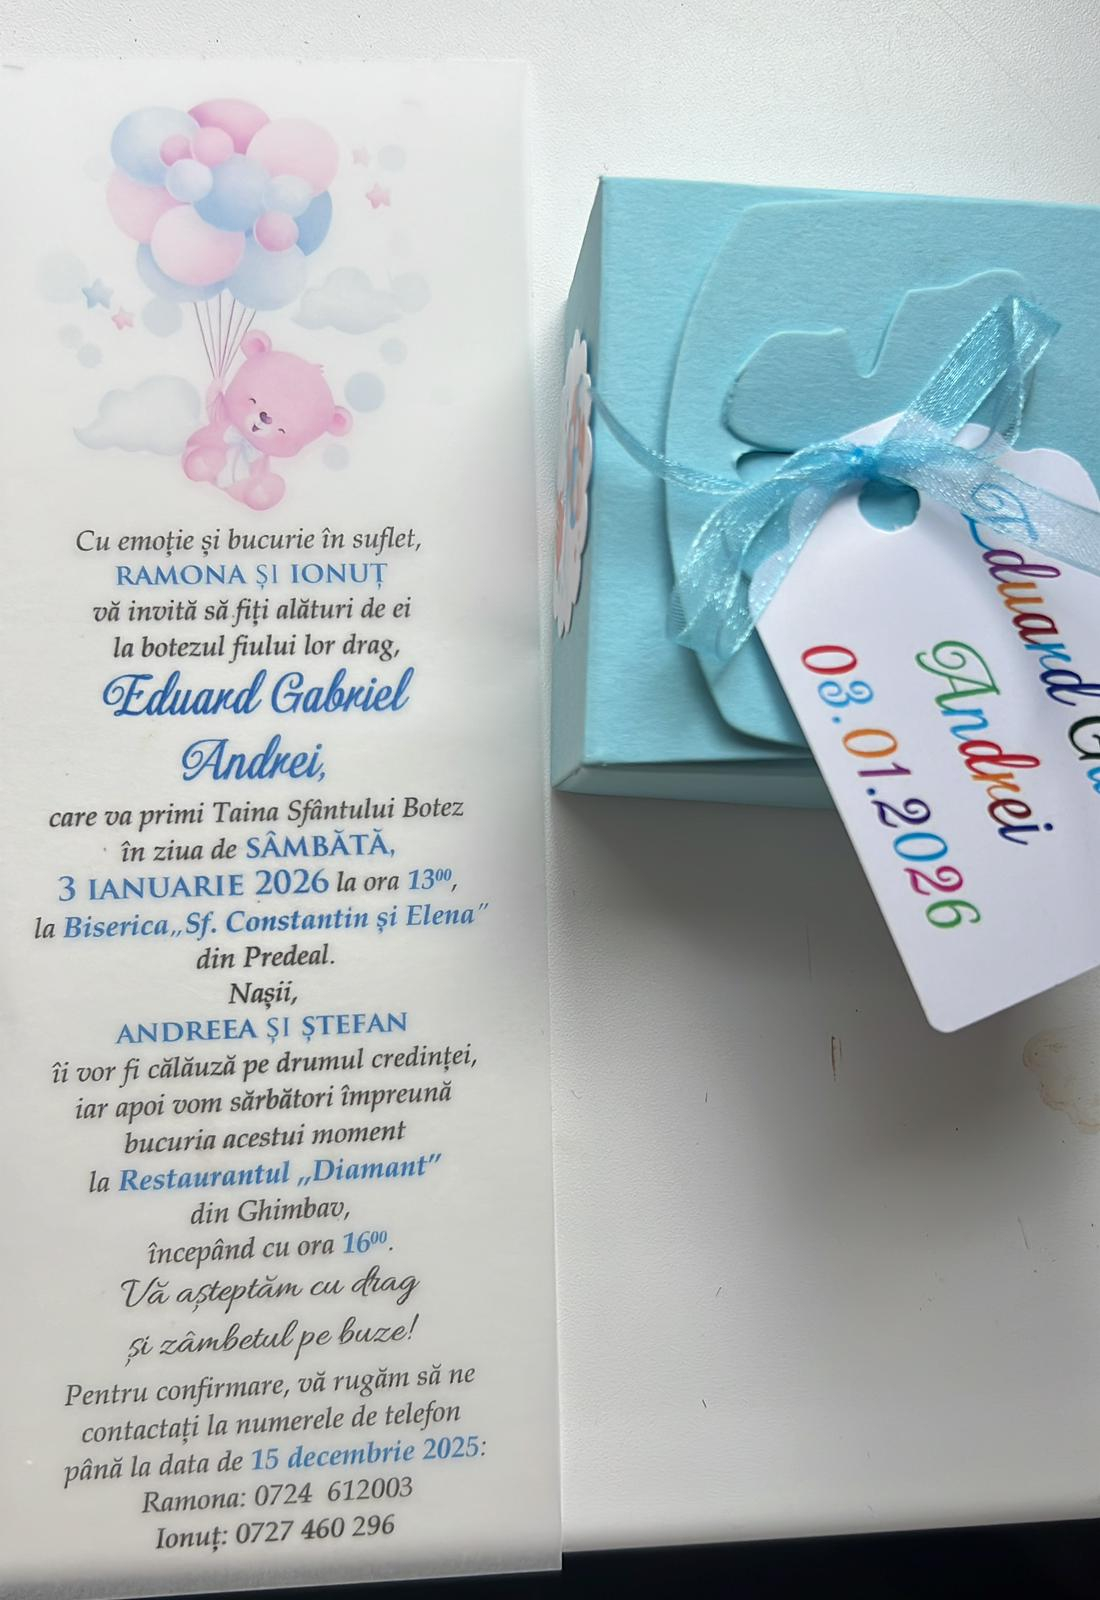 Cu emoție și bucurie în suflet,
RAMONA ȘI IONUȚ
vă invită să fiți alături de ei
la botezul fiului lor drag,
Eduard Gabriel
Andrei,
care va primi Taina Sfântului Botez
în ziua de SÂMBĂTĂ,
3 IANUARIE 2026 la ora 13⁰⁰,
la Biserica„Sf. Constantin și Elena”
din Predeal.
Nașii,
ANDREEA ȘI ȘTEFAN
îi vor fi călăuză pe drumul credinței,
iar apoi vom sărbători împreună
bucuria acestui moment
la Restaurantul „Diamant”
din Ghimbav,
începând cu ora 16⁰⁰.
Vă așteptăm cu drag
și zâmbetul pe buze!
Pentru confirmare, vă rugăm să ne
contactați la numerele de telefon
până la data de 15 decembrie 2025:
Ramona: 0724 612003
Ionuț: 0727 460 296
Eduard
Andrei
03.01.2026